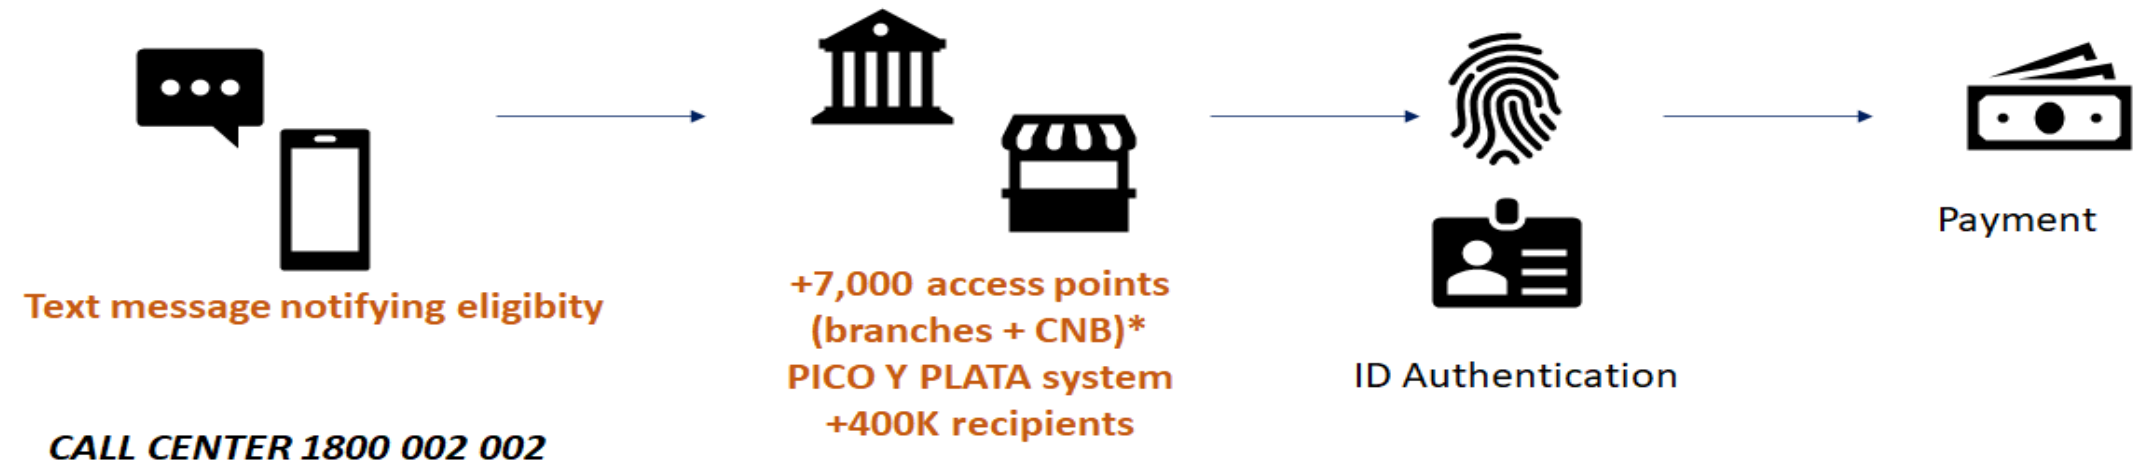 Text message notifying eligibity
CALL CENTER 1800 002 002
+7,000 access points
(branches + CNB)*
PICO Y PLATA system
+400K recipients
ID Authentication
Payment